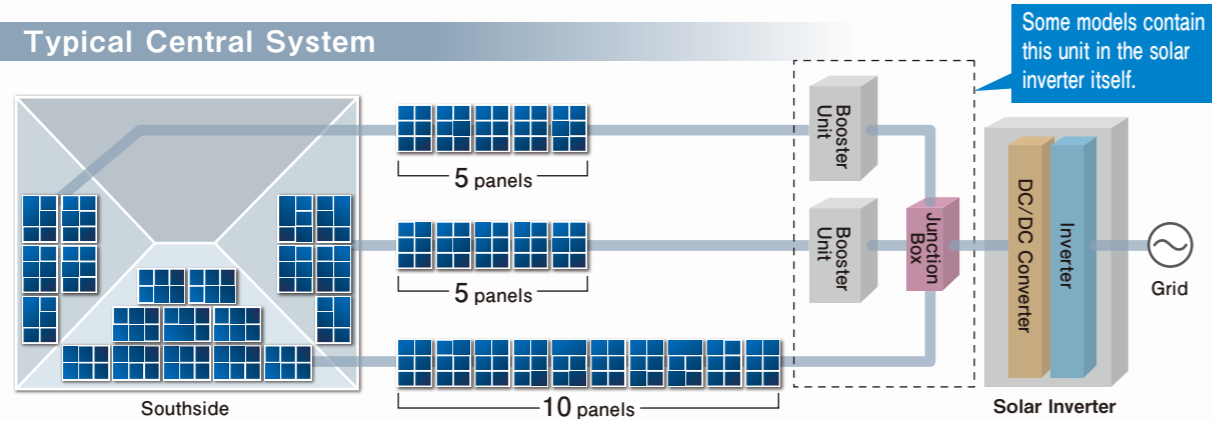 Typical Central System
Some models contain
this unit in the solar
inverter itself.
5 panels
Booster
Unit
5 panels
Booster
Unit
Junction
Box
DC/DC Converter
Inverter
Grid
Southside
10 panels
Solar Inverter